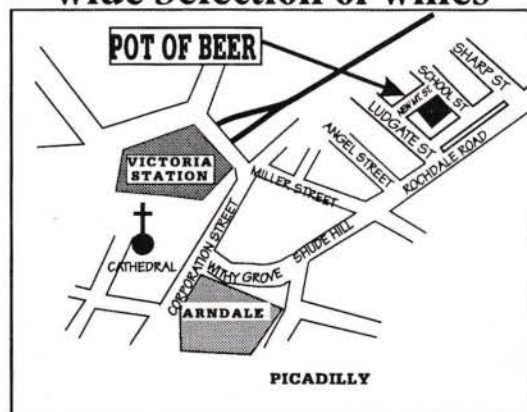 wide Selection of wines
POT OF BEER
SHARP ST
SCHOOL ST
NEW MT. ST.
LUDGATE ST
ANGEL STREET
ROCHDALE ROAD
VICTORIA
STATION
MILLER STREET
CORPORATION STREET
SHUDE HILL
WITHY GROVE
CATHEDRAL
ARNDALE
PICADILLY